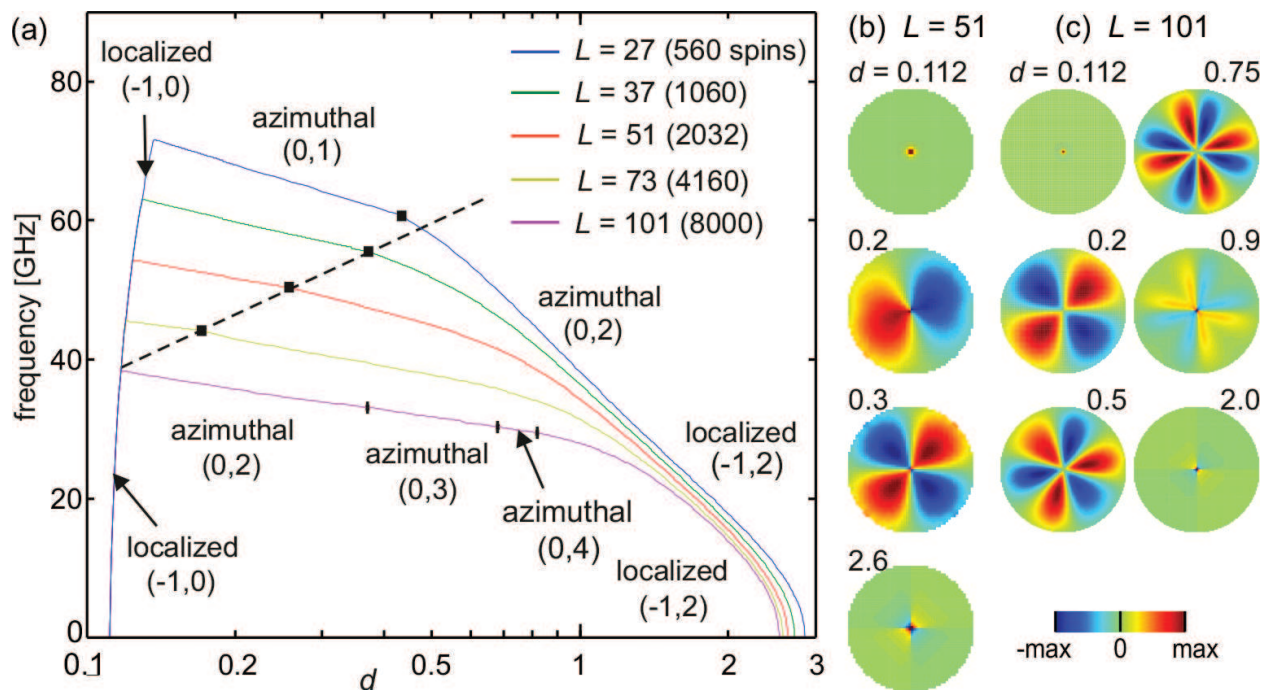 (a)
localized
(-1,0)
azimuthal
(0,1)
L = 27 (560 spins)
L = 37 (1060)
L = 51 (2032)
L = 73 (4160)
L = 101 (8000)
azimuthal
(0,2)
azimuthal
(0,2)
azimuthal
(0,3)
azimuthal
(0,4)
localized
(-1,0)
localized
(-1,2)
localized
(-1,2)
frequency [GHz]
80
60
40
20
0
0.1
0.2
0.5
1
2
3
d
(b) L = 51
d = 0.112
0.2
0.3
2.6
(c) L = 101
d = 0.112
0.75
0.2
0.9
0.5
2.0
-max
0
max